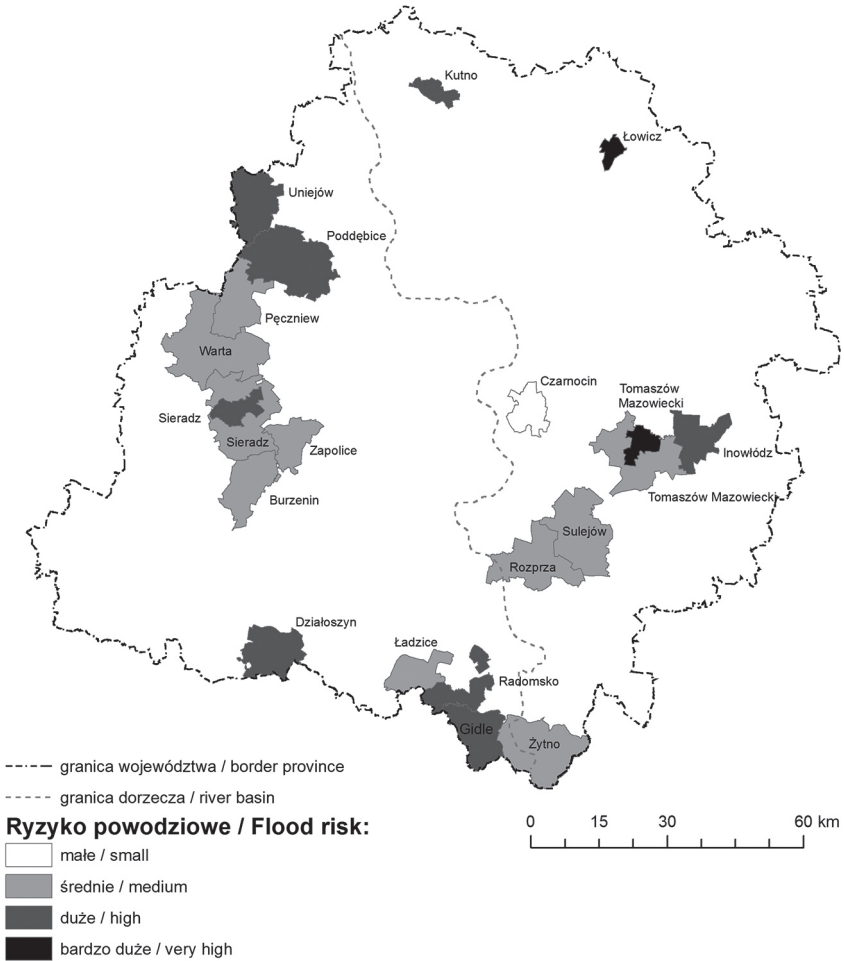 Kutno
Łowicz
Uniejów
Poddębice
Pęczniew
Warta
Czarnocin
Tomaszów
Mazowiecki
Sieradz
Sieradz
Zapolice
Inowłódz
Burzenin
Tomaszów Mazowiecki
Sulejów
Rozprza
Działoszyn
Ładzice
Radomsko
Gidle
Żytno
granica województwa / border province
granica dorzecza / river basin
Ryzyko powodziowe / Flood risk:
0 15 30 60 km
małe / small
średnie / medium
duże / high
bardzo duże / very high